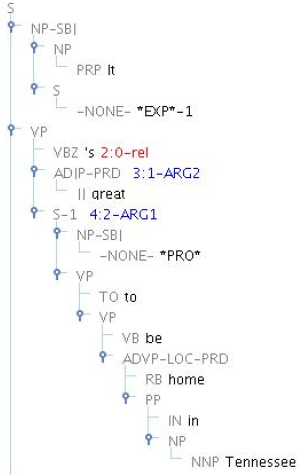 S
NP-SBJ
NP
PRP It
S
-NONE- *EXP*-1
VP
VBZ 's 2:0-rel
ADJP-PRD 3:1-ARG2
JJ great
S-1 4:2-ARG1
NP-SBJ
-NONE- *PRO*
VP
TO to
VP
VB be
ADVP-LOC-PRD
RB home
PP
IN in
NP
NNP Tennessee